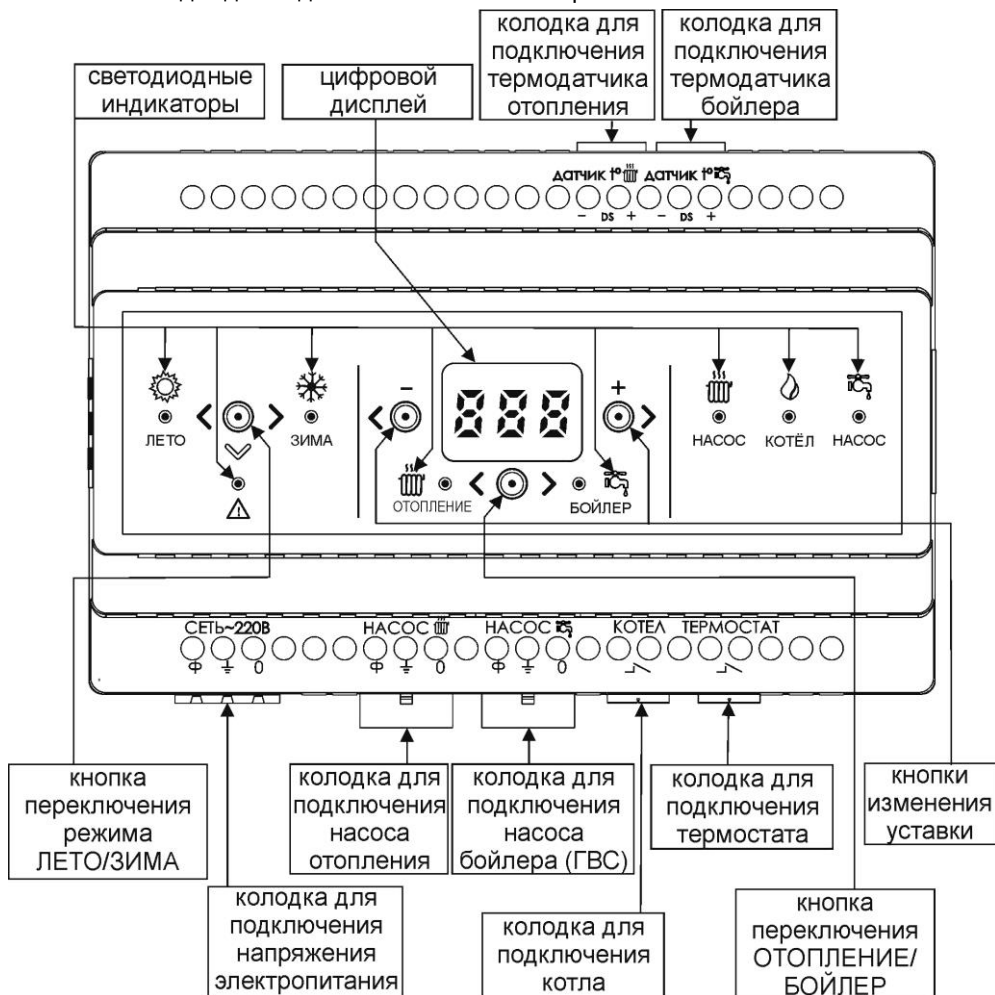 колодка для
подключения
термодатчика
отопления
колодка для
подключения
термодатчика
бойлера
светодиодные
индикаторы
цифровой
дисплей
ДАТЧИК t° ДАТЧИК t°
- DS + - DS +
- 888 +
ЛЕТО ЗИМА
НАСОС КОТЁЛ НАСОС
ОТОПЛЕНИЕ БОЙЛЕР
СЕТЬ~220В НАСОС НАСОС КОТЕЛ ТЕРМОСТАТ
Ф 0 Ф 0 Ф 0
кнопка
переключения
режима
ЛЕТО/ЗИМА
колодка для
подключения
насоса
отопления
колодка для
подключения
насоса
бойлера (ГВС)
колодка для
подключения
термостата
кнопки
изменения
уставки
колодка для
подключения
напряжения
электропитания
колодка для
подключения
котла
кнопка
переключения
ОТОПЛЕНИЕ/
БОЙЛЕР